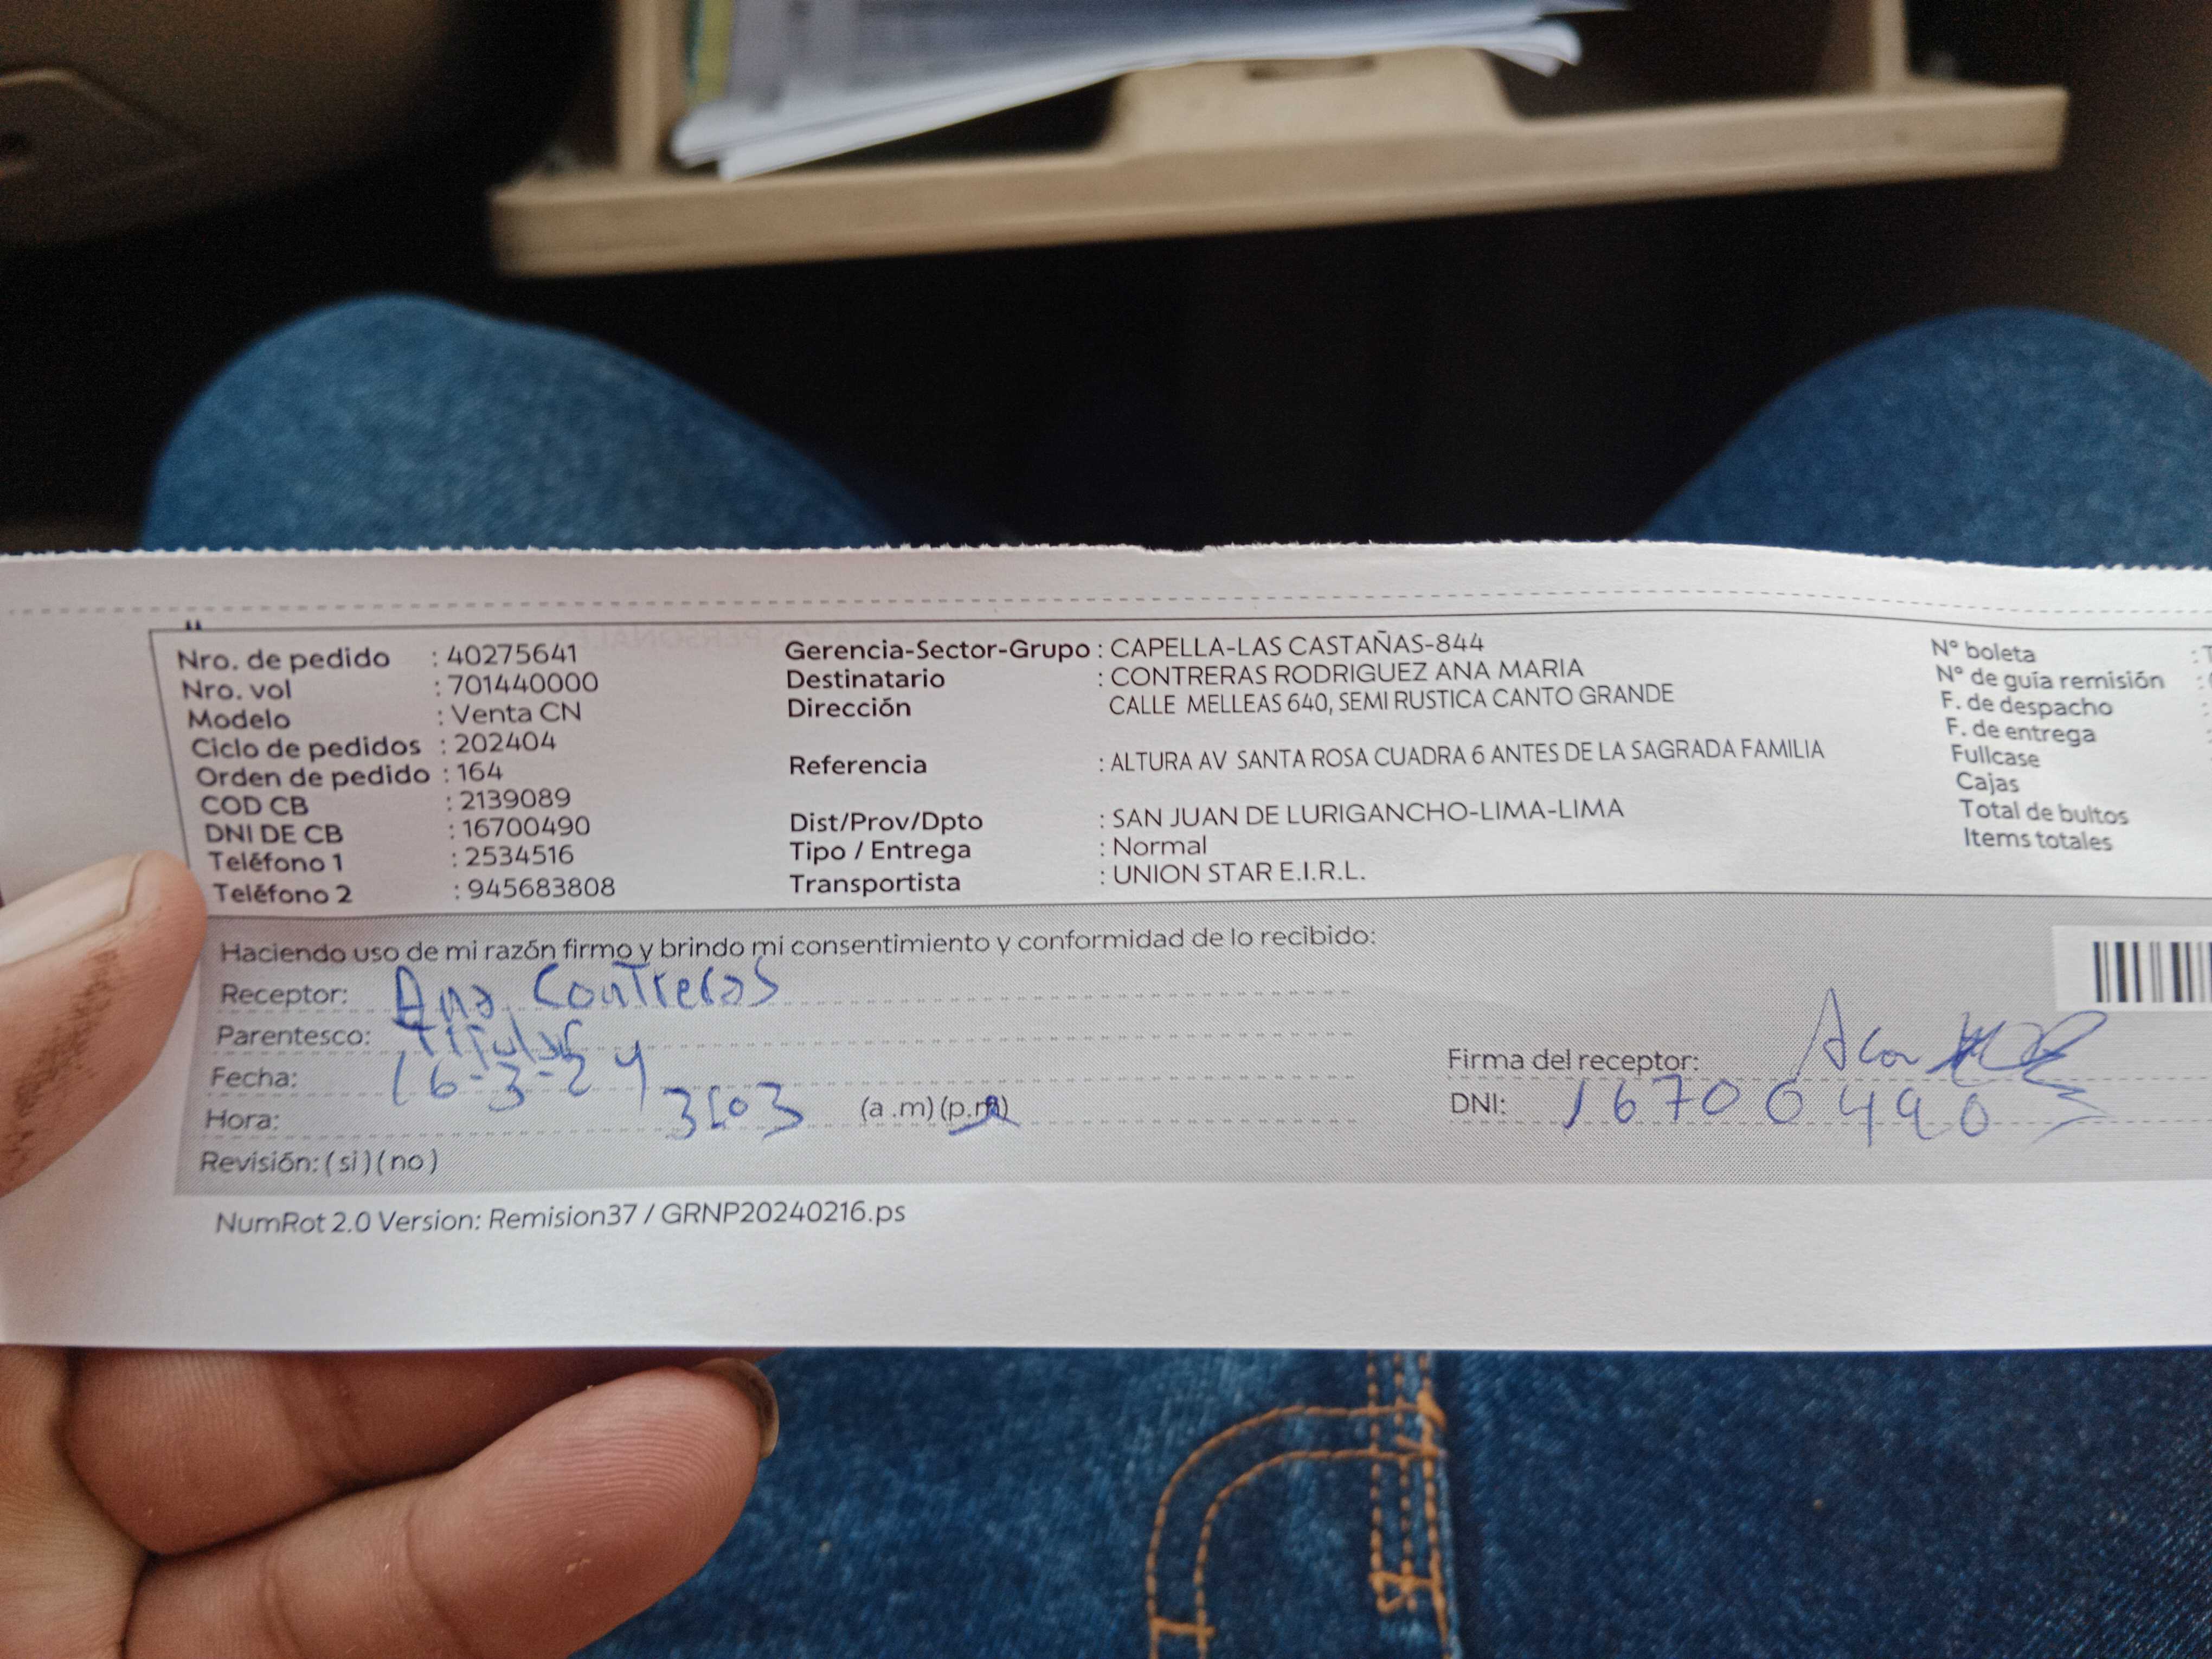 Nro. de pedido : 40275641
Nro. vol : 701440000
Modelo : Venta CN
Ciclo de pedidos : 202404
Orden de pedido : 164
COD CB : 2139089
DNI DE CB : 16700490
Teléfono 1 : 2534516
Teléfono 2 : 945683808
Gerencia-Sector-Grupo : CAPELLA-LAS CASTAÑAS-844
Destinatario : CONTRERAS RODRIGUEZ ANA MARIA
Dirección CALLE MELLEAS 640, SEMI RUSTICA CANTO GRANDE
Referencia : ALTURA AV SANTA ROSA CUADRA 6 ANTES DE LA SAGRADA FAMILIA
Dist/Prov/Dpto : SAN JUAN DE LURIGANCHO-LIMA-LIMA
Tipo / Entrega : Normal
Transportista : UNION STAR E.I.R.L.
N° boleta :
N° de guía remisión :
F. de despacho :
F. de entrega :
Fullcase
Cajas
Total de bultos
Items totales
Haciendo uso de mi razón firmo y brindo mi consentimiento y conformidad de lo recibido:
Receptor: Ana Contreras
Parentesco: Titular
Fecha: 16-3-24
Hora: 3:03 (a .m) (p.m)
Revisión: (si) (no)
Firma del receptor:
DNI: 16700490
NumRot 2.0 Version: Remision37 / GRNP20240216.ps